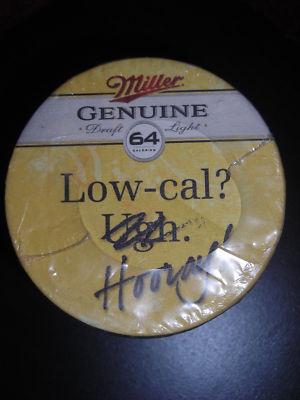 Miller
GENUINE
Draft 64 Light
CALORIES
Low-cal?
Ugh.
Hooray!